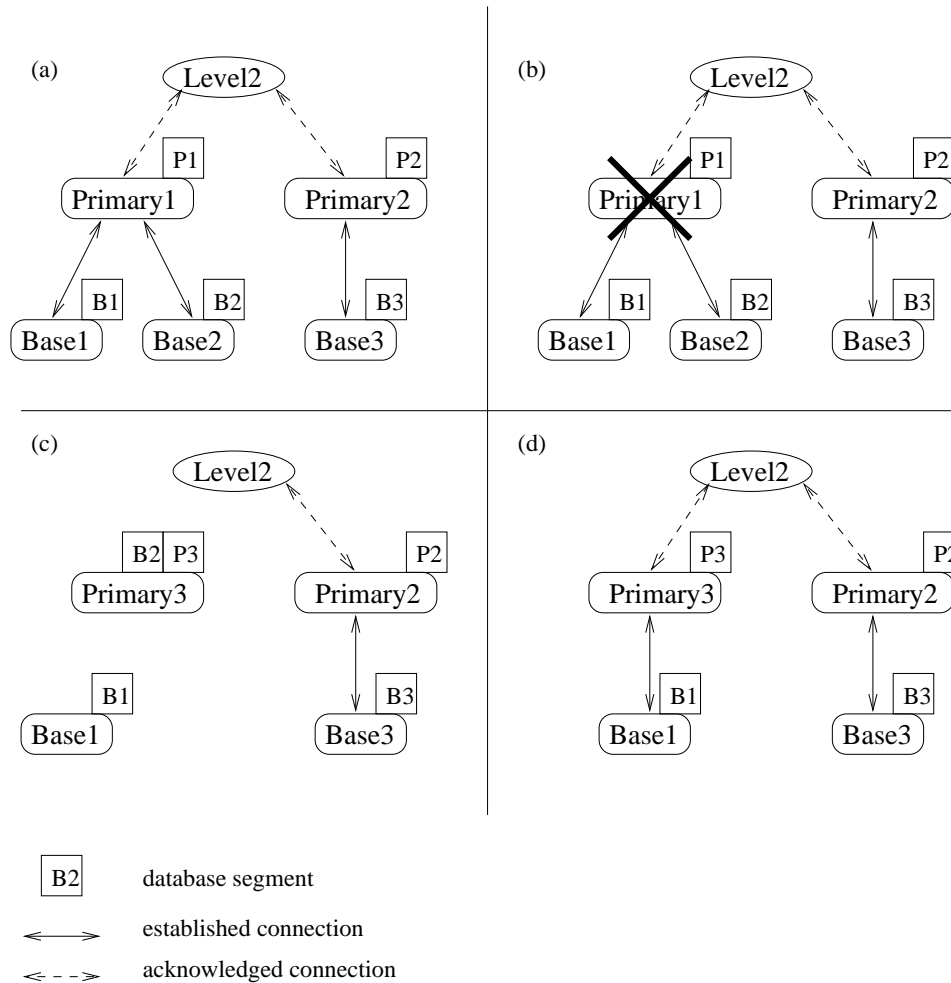 (a)
Level2
P1
P2
Primary1
Primary2
B1
B2
B3
Base1
Base2
Base3
(b)
Level2
P1
P2
Primary1
Primary2
B1
B2
B3
Base1
Base2
Base3
(c)
Level2
B2
P3
P2
Primary3
Primary2
B1
B3
Base1
Base3
(d)
Level2
P3
P2
Primary3
Primary2
B1
B3
Base1
Base3
B2 database segment
established connection
acknowledged connection